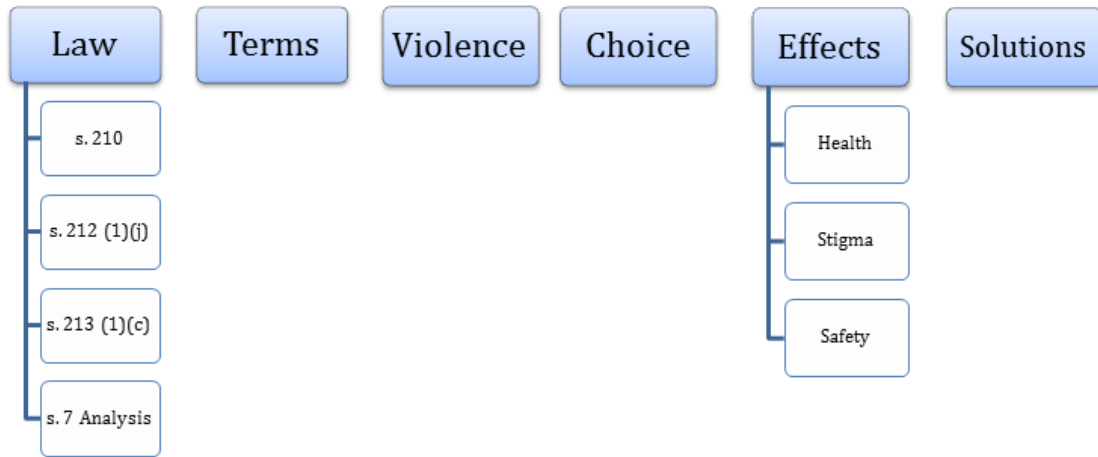 Law
Terms
Violence
Choice
Effects
Solutions
s. 210
s. 212 (1)(j)
s. 213 (1)(c)
s. 7 Analysis
Health
Stigma
Safety